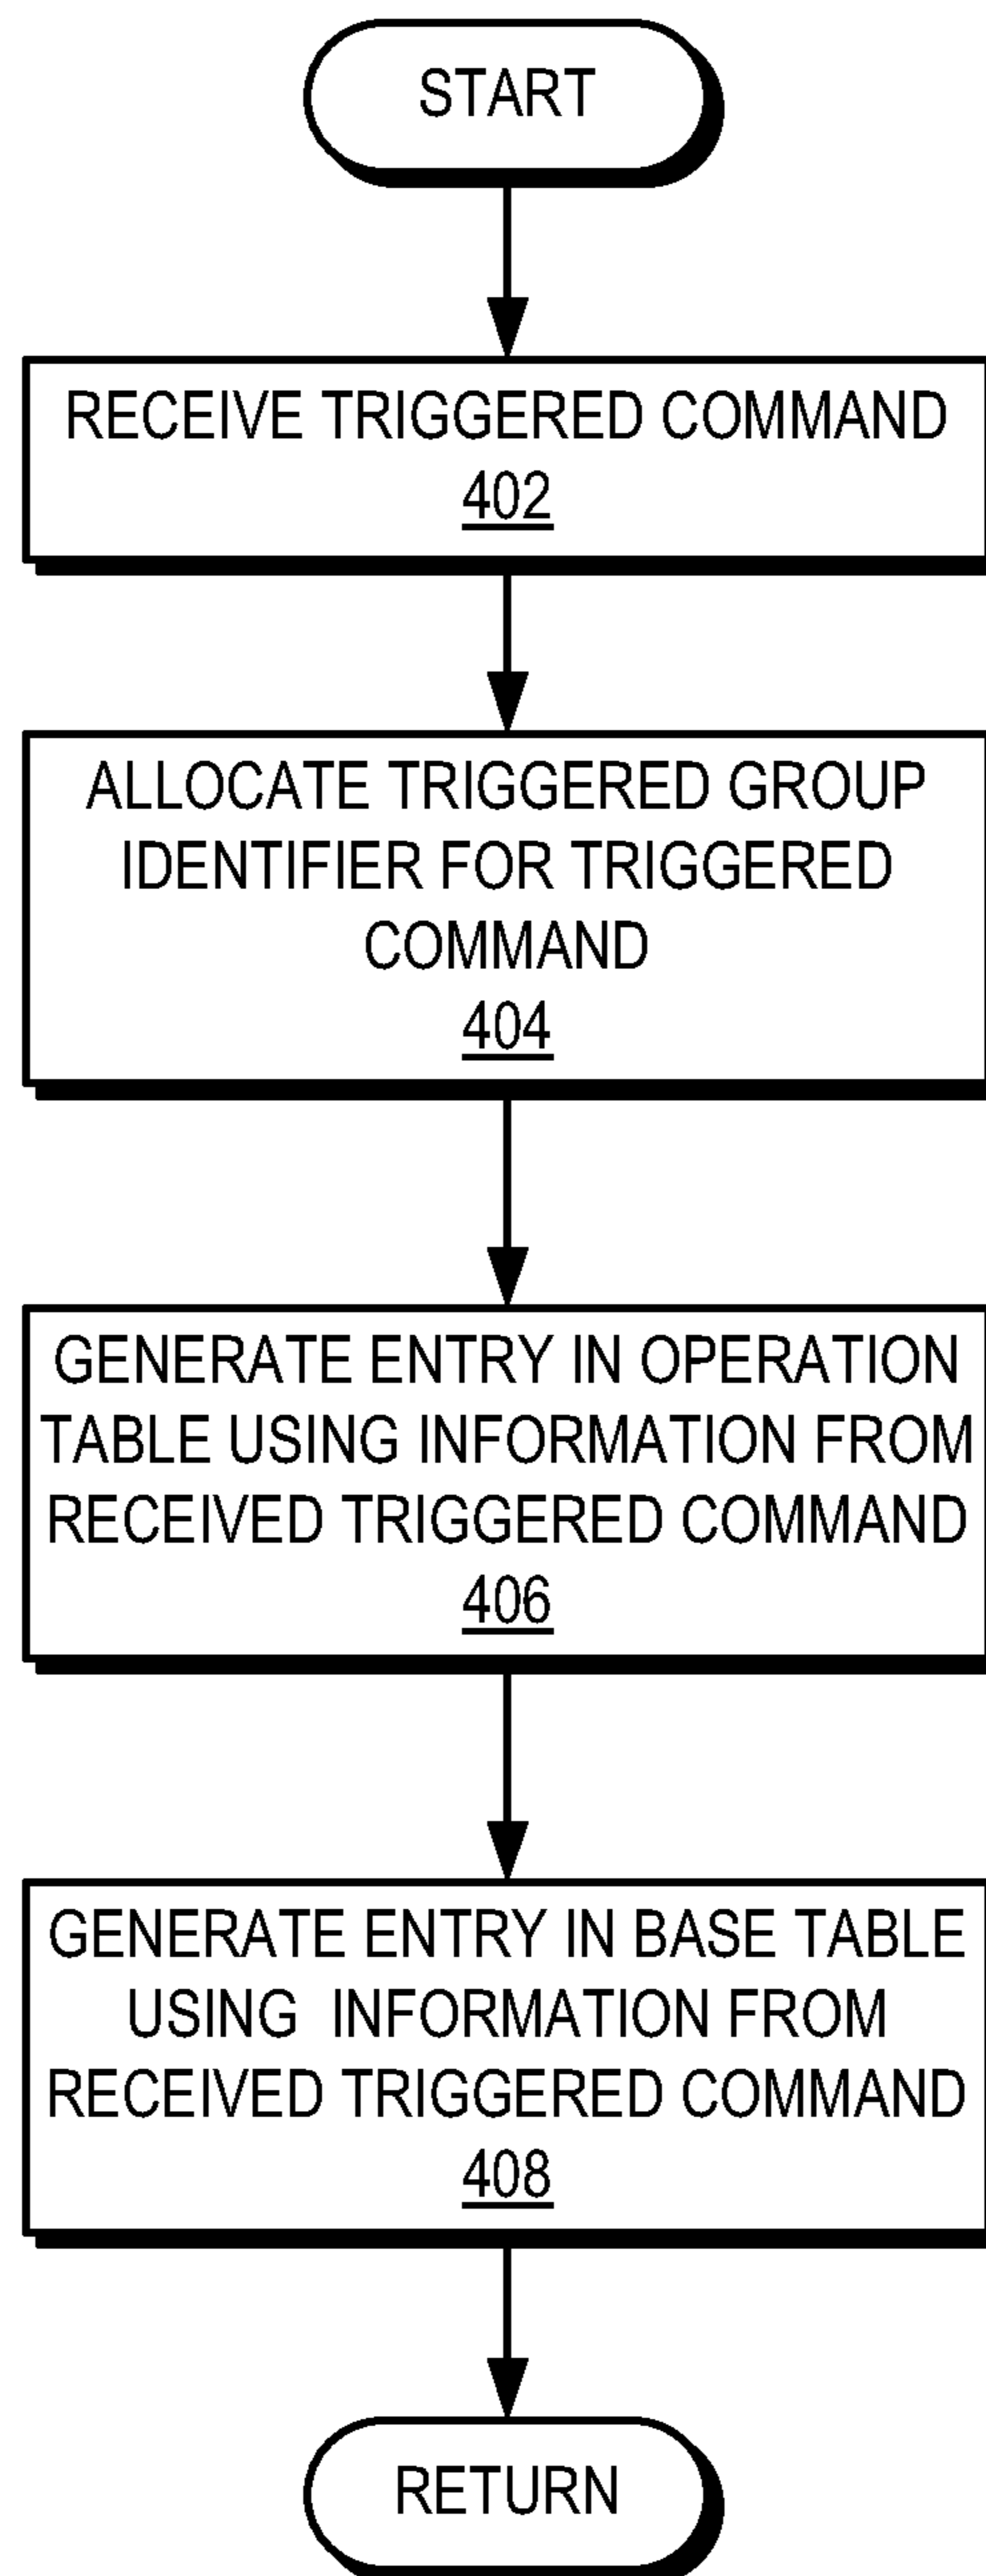 START
RECEIVE TRIGGERED COMMAND
402
ALLOCATE TRIGGERED GROUP
IDENTIFIER FOR TRIGGERED
COMMAND
404
GENERATE ENTRY IN OPERATION
TABLE USING INFORMATION FROM
RECEIVED TRIGGERED COMMAND
406
GENERATE ENTRY IN BASE TABLE
USING INFORMATION FROM
RECEIVED TRIGGERED COMMAND
408
RETURN